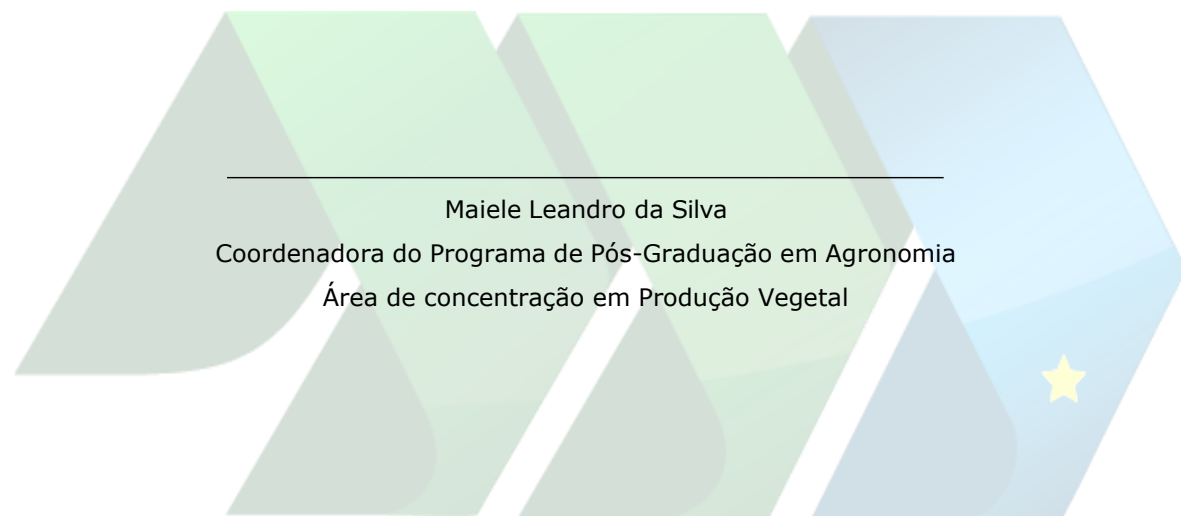 Maiele Leandro da Silva
Coordenadora do Programa de Pós-Graduação em Agronomia
Área de concentração em Produção Vegetal